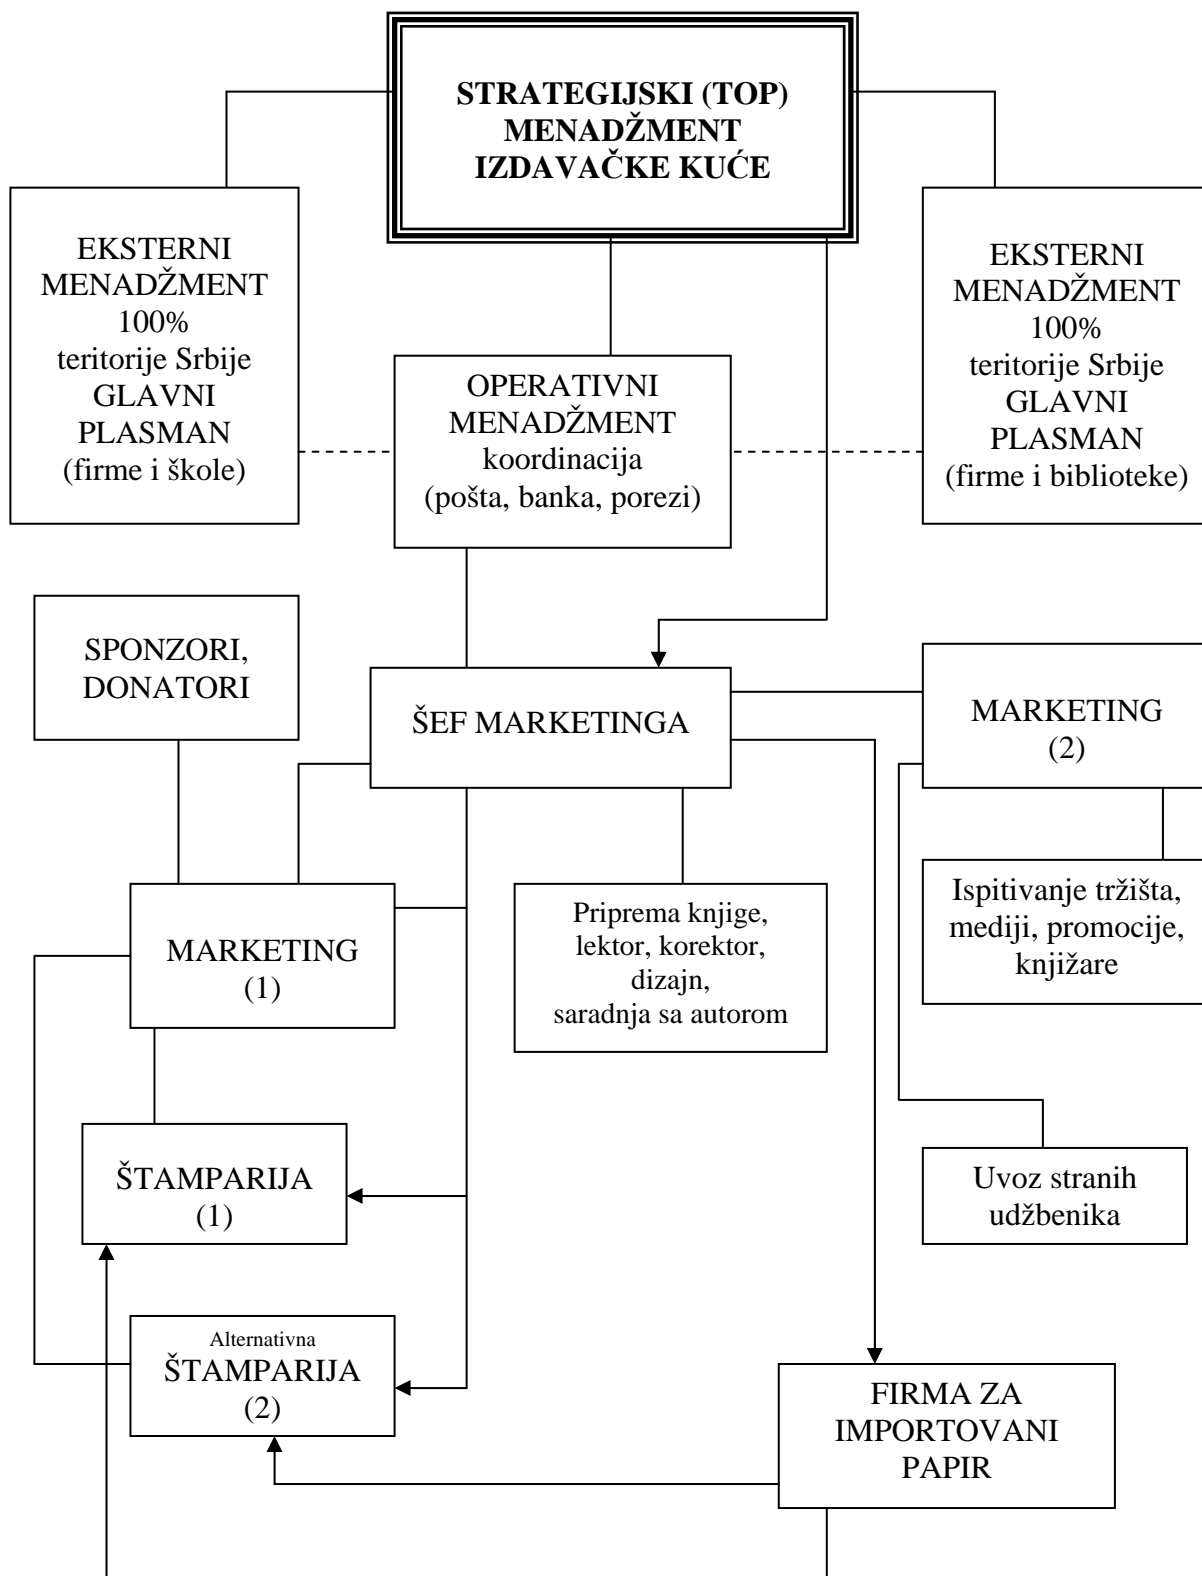 STRATEGIJSKI (TOP)
MENADŽMENT
IZDAVAČKE KUĆE
EKSTERNI
MENADŽMENT
100%
teritorije Srbije
GLAVNI
PLASMAN
(firme i škole)
OPERATIVNI
MENADŽMENT
koordinacija
(pošta, banka, porezi)
EKSTERNI
MENADŽMENT
100%
teritorije Srbije
GLAVNI
PLASMAN
(firme i biblioteke)
SPONZORI,
DONATORI
ŠEF MARKETINGA
MARKETING
(2)
MARKETING
(1)
Priprema knjige,
lektor, korektor,
dizajn,
saradnja sa autorom
Ispitivanje tržišta,
mediji, promocije,
knjižare
ŠTAMPARIJA
(1)
Uvoz stranih
udžbenika
Alternativna
ŠTAMPARIJA
(2)
FIRMA ZA
IMPORTOVANI
PAPIR